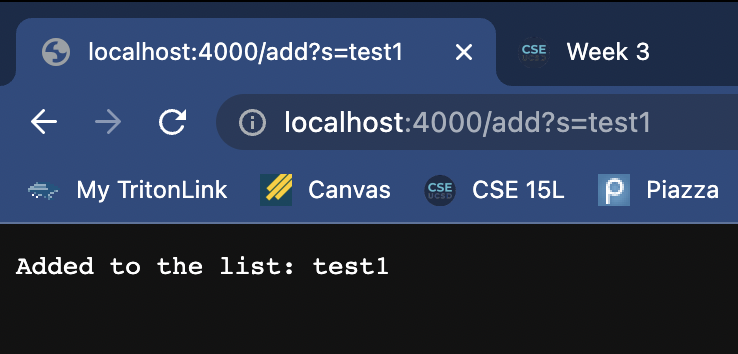 localhost:4000/add?s=test1 × CSE UCSD Week 3
localhost:4000/add?s=test1
My TritonLink Canvas CSE UCSD CSE 15L Piazza
Added to the list: test1